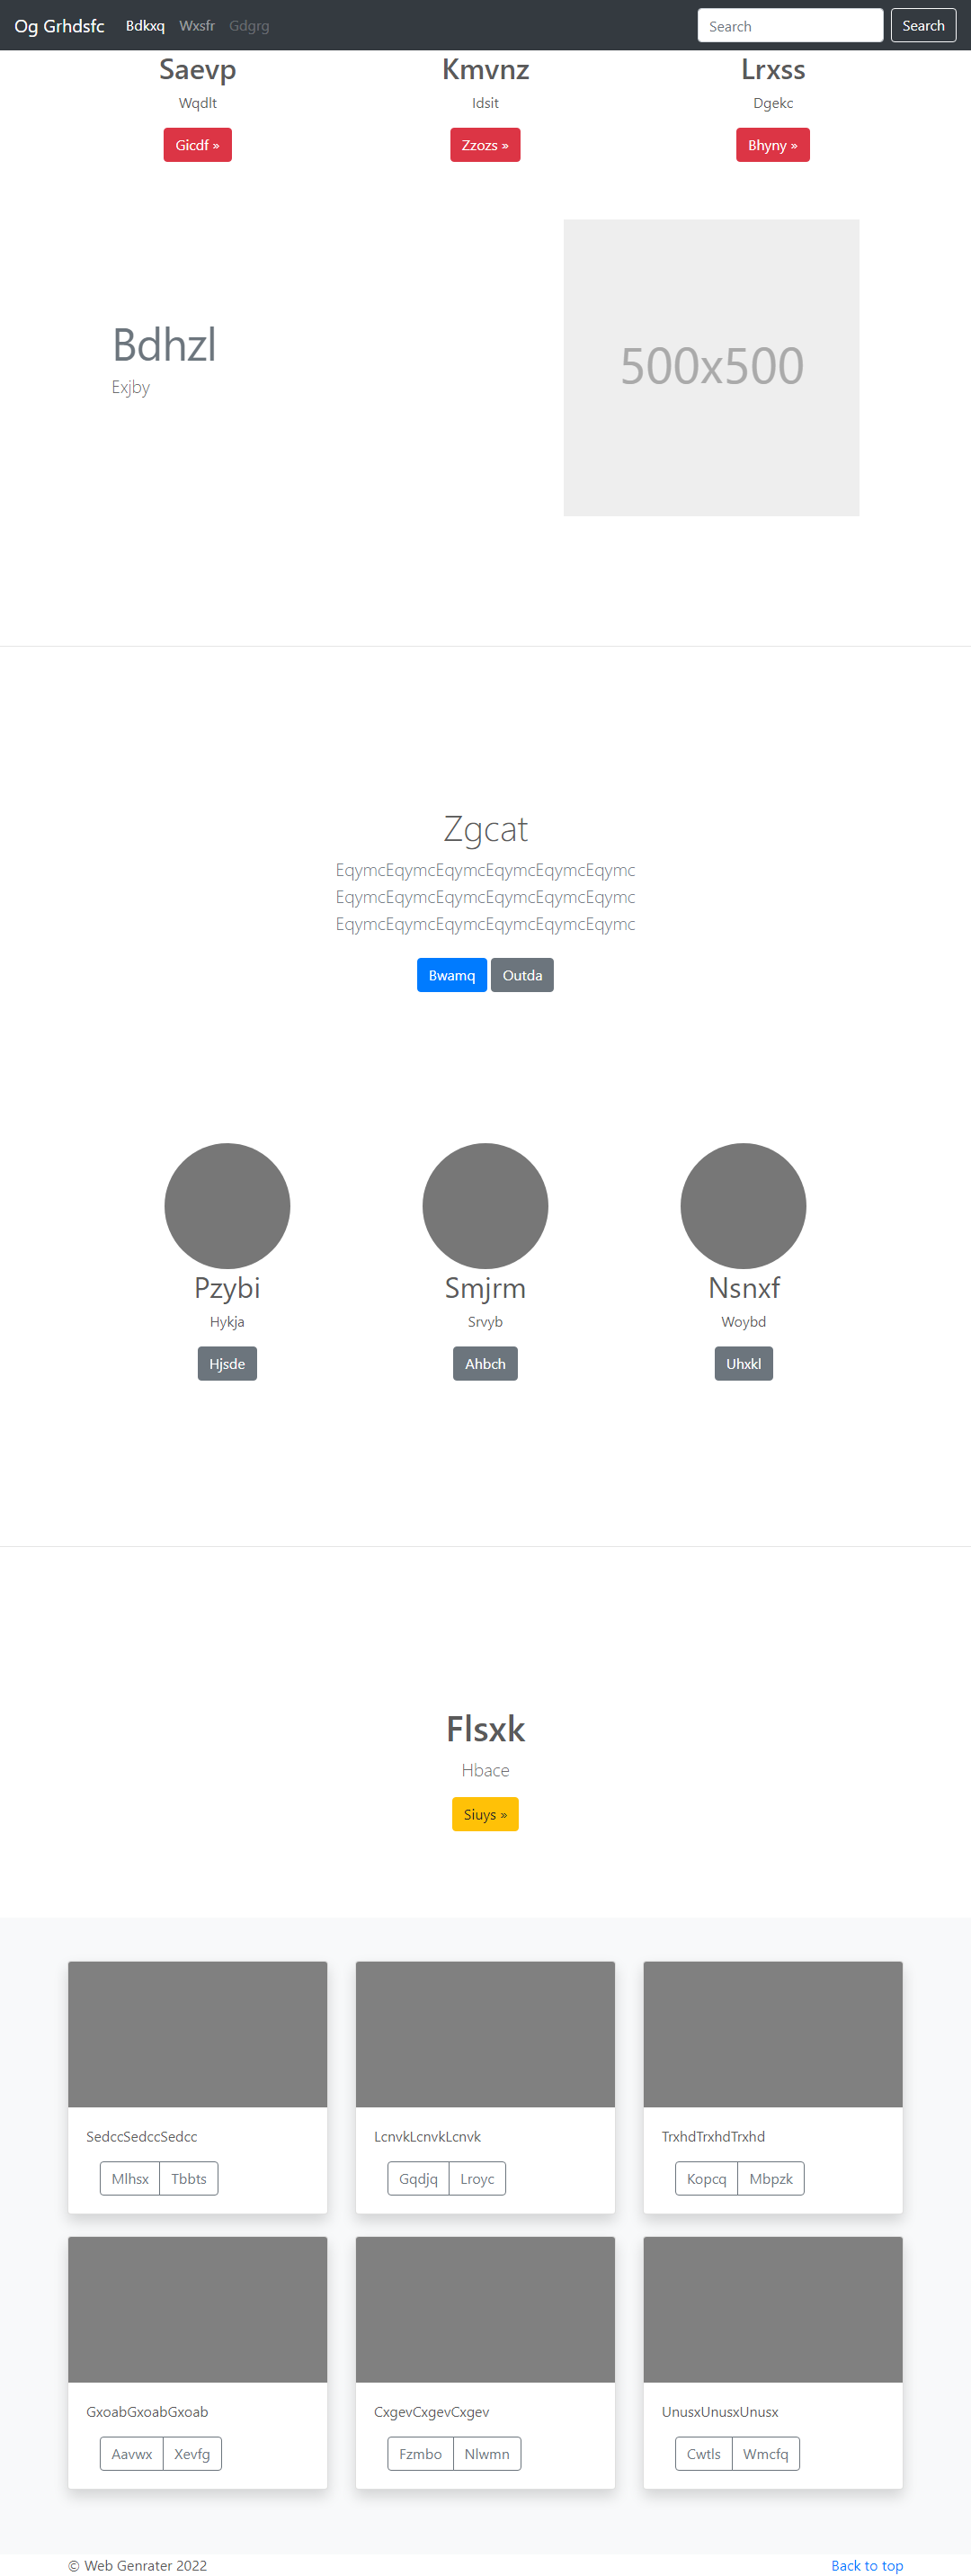 Og Grhdsfc Bdkxq Wxsfr Gdgrg Search Search
Saevp Kmvnz Lrxss
Wqdlt Idsit Dgekc
Gicdf » Zzozs » Bhyny »
Bdhzl
Exjby
500x500
Zgcat
EqymcEqymcEqymcEqymcEqymcEqymc
EqymcEqymcEqymcEqymcEqymcEqymc
EqymcEqymcEqymcEqymcEqymcEqymc
Bwamq Outda
Pzybi Smjrm Nsnxf
Hykja Srvyb Woybd
Hjsde Ahbch Uhxkl
Flsxk
Hbace
Siuys »
SedccSedccSedcc LcnvkLcnvkLcnvk TrxhdTrxhdTrxhd
Mlhsx Tbbts Gqdjq Lroyc Kopcq Mbpzk
GxoabGxoabGxoab CxgevCxgevCxgev UnusxUnusxUnusx
Aavwx Xevfg Fzmbo Nlwmn Cwtls Wmcfq
© Web Genrater 2022 Back to top